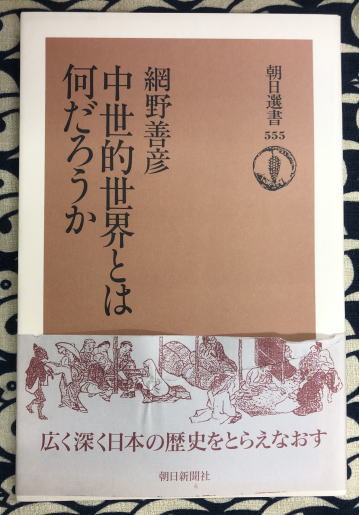 朝日選書
555
網野善彦
中世的世界とは
何だろうか
広く深く日本の歴史をとらえなおす
朝日新聞社